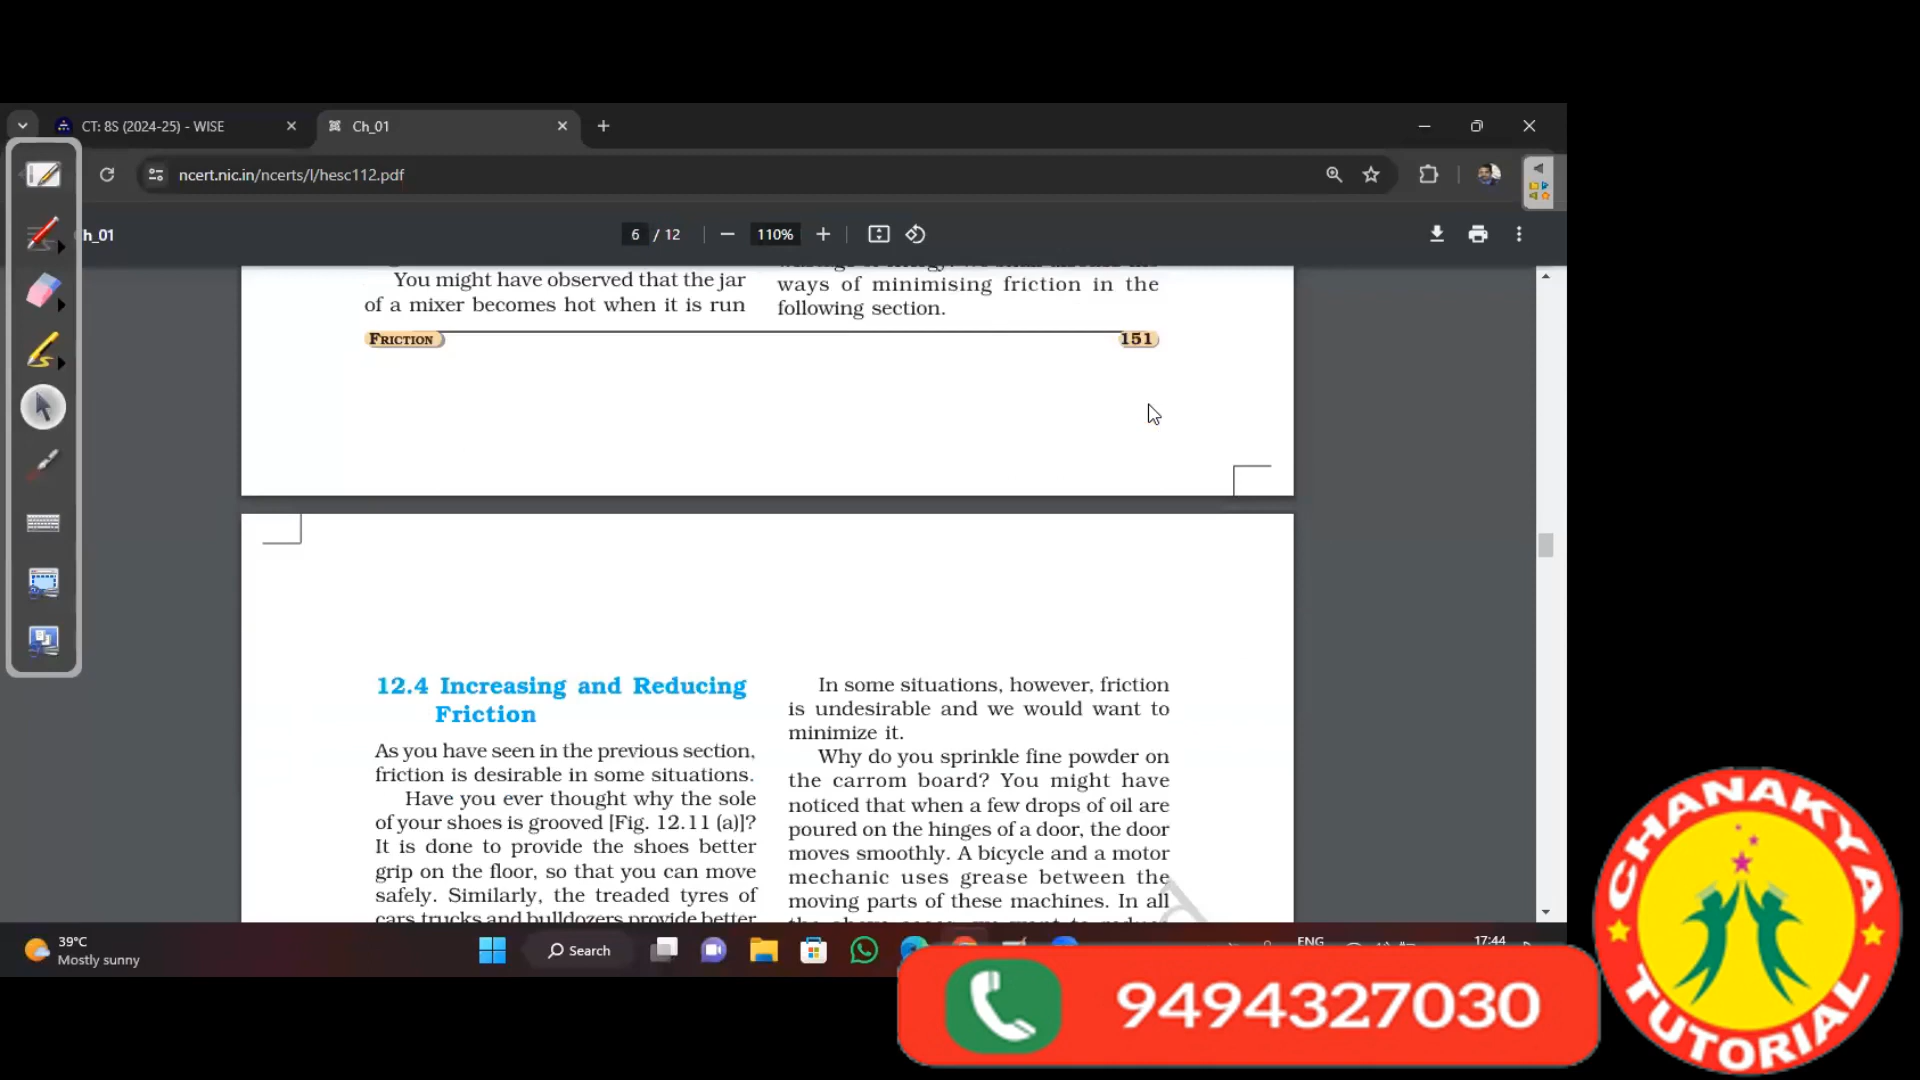 CT: 8S (2024-25) - WISE
Ch_01
ncert.nic.in/ncerts/l/hesc112.pdf
h_01
6 / 12
110%
You might have observed that the jar
of a mixer becomes hot when it is run
ways of minimising friction in the
following section.
FRICTION
151
12.4 Increasing and Reducing
Friction
As you have seen in the previous section,
friction is desirable in some situations.
Have you ever thought why the sole
of your shoes is grooved [Fig. 12.11 (a)]?
It is done to provide the shoes better
grip on the floor, so that you can move
safely. Similarly, the treaded tyres of
cars trucks and bulldozers provide better
In some situations, however, friction
is undesirable and we would want to
minimize it.
Why do you sprinkle fine powder on
the carrom board? You might have
noticed that when a few drops of oil are
poured on the hinges of a door, the door
moves smoothly. A bicycle and a motor
mechanic uses grease between the
moving parts of these machines. In all
39°C
Mostly sunny
Search
ENG
17:44
9494327030
CHANAKYA
TUTORIAL